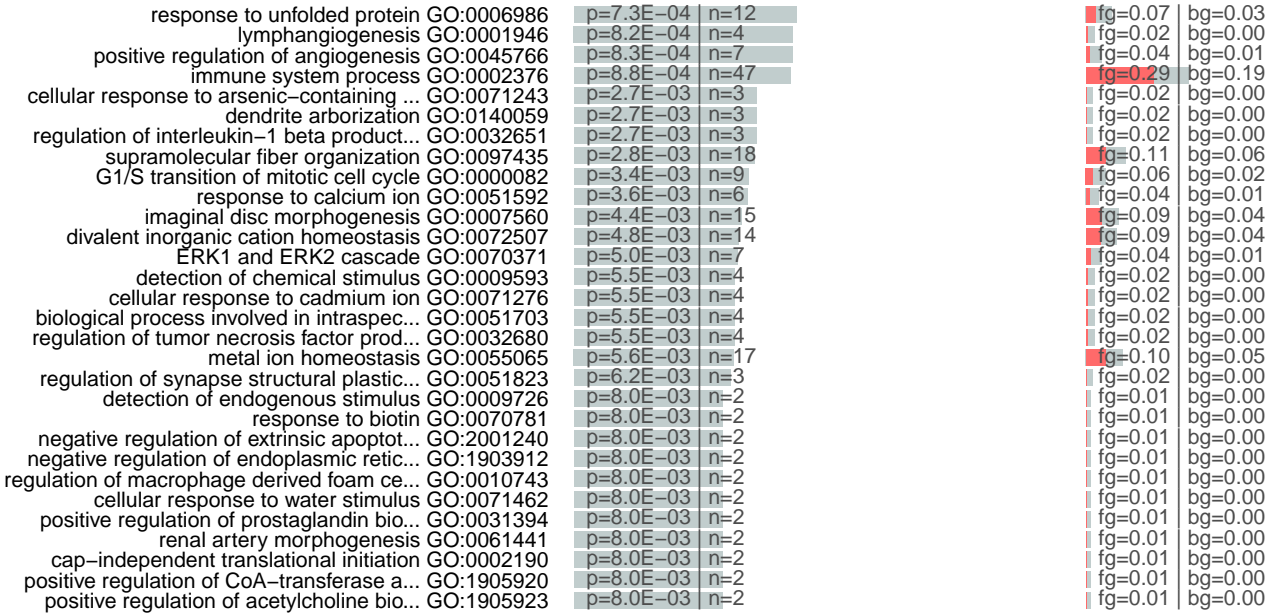 response to unfolded protein GO:0006986 p=7.3E−04 | n=12 fg=0.07 | bg=0.03
lymphangiogenesis GO:0001946 p=8.2E−04 | n=4 fg=0.02 | bg=0.00
positive regulation of angiogenesis GO:0045766 p=8.3E−04 | n=7 fg=0.04 | bg=0.01
immune system process GO:0002376 p=8.8E−04 | n=47 fg=0.29 | bg=0.19
cellular response to arsenic−containing ... GO:0071243 p=2.7E−03 | n=3 fg=0.02 | bg=0.00
dendrite arborization GO:0140059 p=2.7E−03 | n=3 fg=0.02 | bg=0.00
regulation of interleukin−1 beta product... GO:0032651 p=2.7E−03 | n=3 fg=0.02 | bg=0.00
supramolecular fiber organization GO:0097435 p=2.8E−03 | n=18 fg=0.11 | bg=0.06
G1/S transition of mitotic cell cycle GO:0000082 p=3.4E−03 | n=9 fg=0.06 | bg=0.02
response to calcium ion GO:0051592 p=3.6E−03 | n=6 fg=0.04 | bg=0.01
imaginal disc morphogenesis GO:0007560 p=4.4E−03 | n=15 fg=0.09 | bg=0.04
divalent inorganic cation homeostasis GO:0072507 p=4.8E−03 | n=14 fg=0.09 | bg=0.04
ERK1 and ERK2 cascade GO:0070371 p=5.0E−03 | n=7 fg=0.04 | bg=0.01
detection of chemical stimulus GO:0009593 p=5.5E−03 | n=4 fg=0.02 | bg=0.00
cellular response to cadmium ion GO:0071276 p=5.5E−03 | n=4 fg=0.02 | bg=0.00
biological process involved in intraspec... GO:0051703 p=5.5E−03 | n=4 fg=0.02 | bg=0.00
regulation of tumor necrosis factor prod... GO:0032680 p=5.5E−03 | n=4 fg=0.02 | bg=0.00
metal ion homeostasis GO:0055065 p=5.6E−03 | n=17 fg=0.10 | bg=0.05
regulation of synapse structural plastic... GO:0051823 p=6.2E−03 | n=3 fg=0.02 | bg=0.00
detection of endogenous stimulus GO:0009726 p=8.0E−03 | n=2 fg=0.01 | bg=0.00
response to biotin GO:0070781 p=8.0E−03 | n=2 fg=0.01 | bg=0.00
negative regulation of extrinsic apoptot... GO:2001240 p=8.0E−03 | n=2 fg=0.01 | bg=0.00
negative regulation of endoplasmic retic... GO:1903912 p=8.0E−03 | n=2 fg=0.01 | bg=0.00
regulation of macrophage derived foam ce... GO:0010743 p=8.0E−03 | n=2 fg=0.01 | bg=0.00
cellular response to water stimulus GO:0071462 p=8.0E−03 | n=2 fg=0.01 | bg=0.00
positive regulation of prostaglandin bio... GO:0031394 p=8.0E−03 | n=2 fg=0.01 | bg=0.00
renal artery morphogenesis GO:0061441 p=8.0E−03 | n=2 fg=0.01 | bg=0.00
cap−independent translational initiation GO:0002190 p=8.0E−03 | n=2 fg=0.01 | bg=0.00
positive regulation of CoA−transferase a... GO:1905920 p=8.0E−03 | n=2 fg=0.01 | bg=0.00
positive regulation of acetylcholine bio... GO:1905923 p=8.0E−03 | n=2 fg=0.01 | bg=0.00